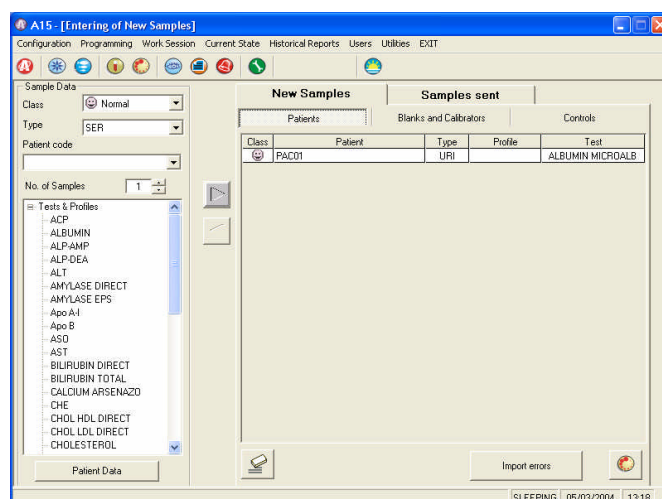 A15 - [Entering of New Samples]
Configuration Programming Work Session Current State Historical Reports Users Utilities EXIT
Sample Data
Class Normal
Type SER
Patient code
No. of Samples 1
Tests & Profiles
ACP
ALBUMIN
ALP-AMP
ALP-DEA
ALT
AMYLASE DIRECT
AMYLASE EPS
Apo A-I
Apo B
ASO
AST
BILIRUBIN DIRECT
BILIRUBIN TOTAL
CALCIUM ARSENAZO
CHE
CHOL HDL DIRECT
CHOL LDL DIRECT
CHOLESTEROL
Patient Data
New Samples Samples sent
Patients Blanks and Calibrators Controls
Class Patient Type Profile Test
PAC01 URI ALBUMIN MICROALB
Import errors
SLEEPING 05/03/2004 13:18